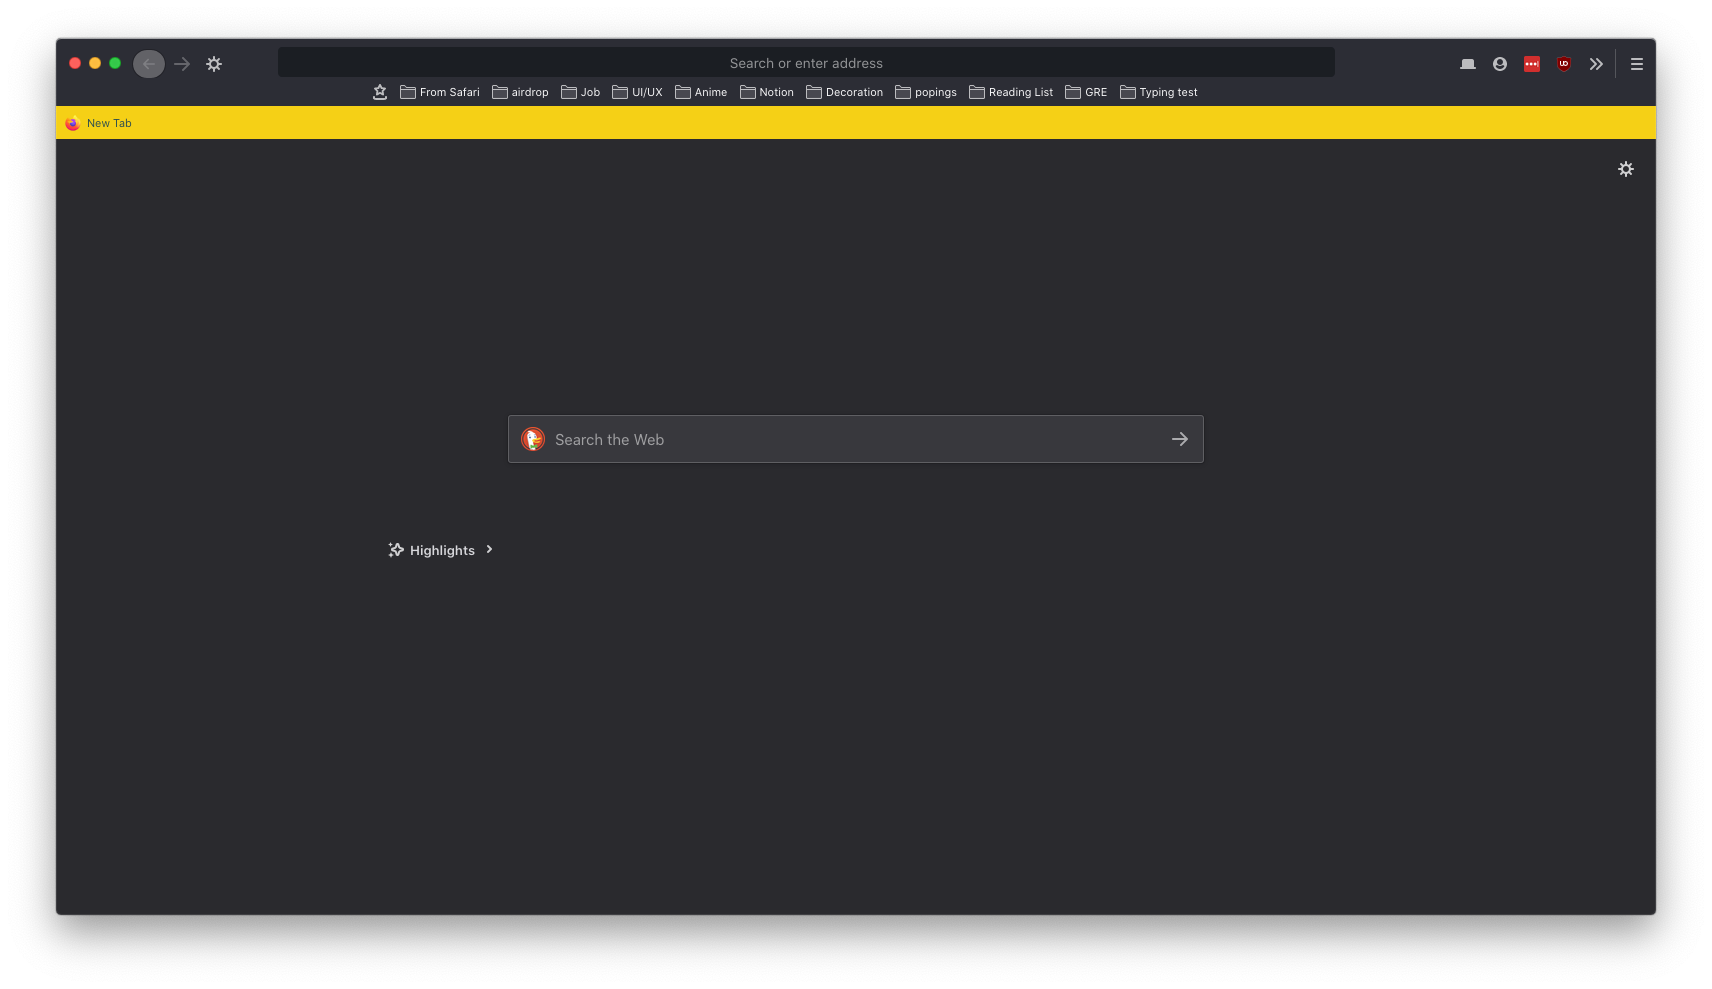 Search or enter address
From Safari airdrop Job UI/UX Anime Notion Decoration popings Reading List GRE Typing test
New Tab
Search the Web
Highlights